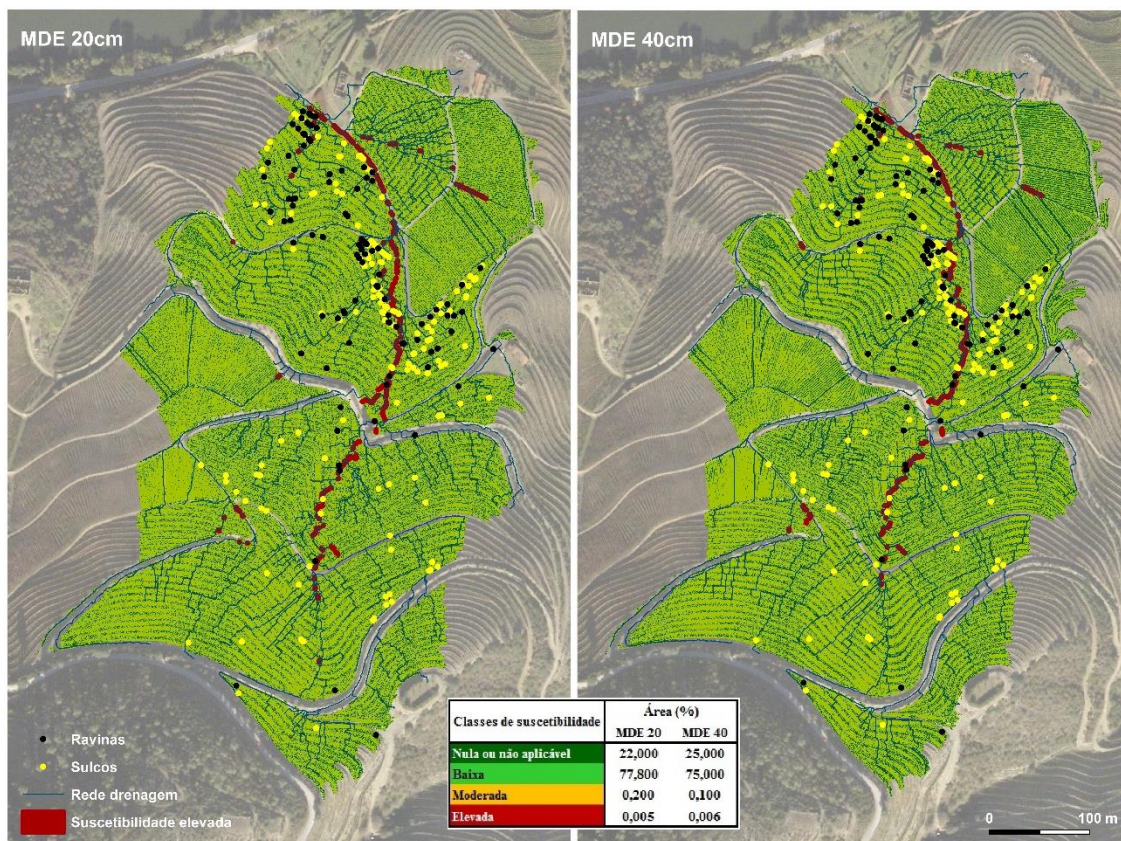 MDE 20cm
MDE 40cm
Ravinas
Sulcos
Rede drenagem
Suscetibilidade elevada
Classes de suscetibilidade
Área (%)
MDE 20 MDE 40
Nula ou não aplicável 22,000 25,000
Baixa 77,800 75,000
Moderada 0,200 0,100
Elevada 0,005 0,006
0 100 m